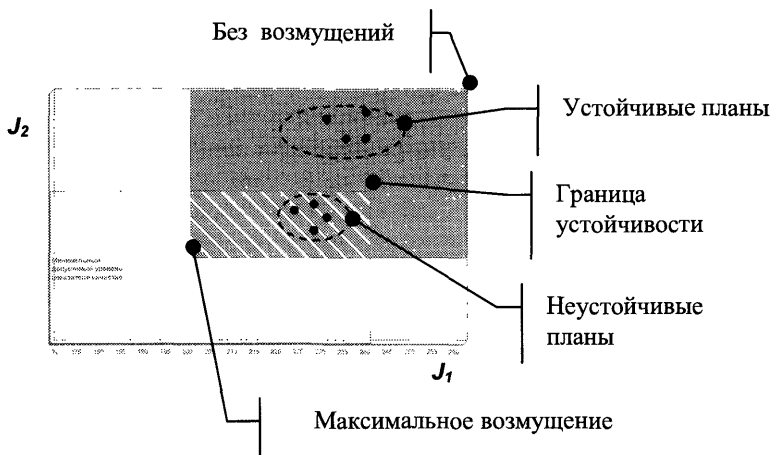 Без возмущений
J₂
Устойчивые планы
Граница
устойчивости
Неустойчивые
планы
J₁
Максимальное возмущение